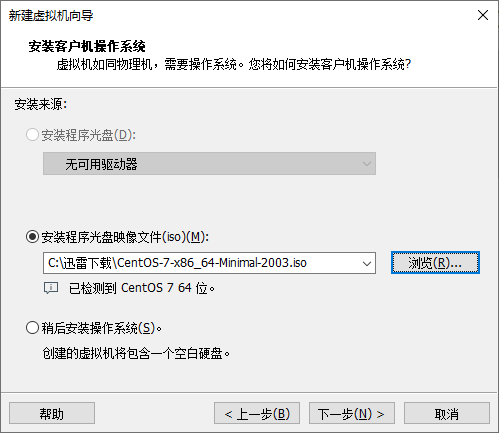 新建虚拟机向导
安装客户机操作系统
虚拟机如同物理机，需要操作系统。您将如何安装客户机操作系统?
安装来源:
安装程序光盘(D):
无可用驱动器
安装程序光盘映像文件(iso)(M):
C:\迅雷下载\CentOS-7-x86_64-Minimal-2003.iso
浏览(R)...
已检测到 CentOS 7 64 位。
稍后安装操作系统(S)。
创建的虚拟机将包含一个空白硬盘。
帮助
< 上一步(B)
下一步(N) >
取消